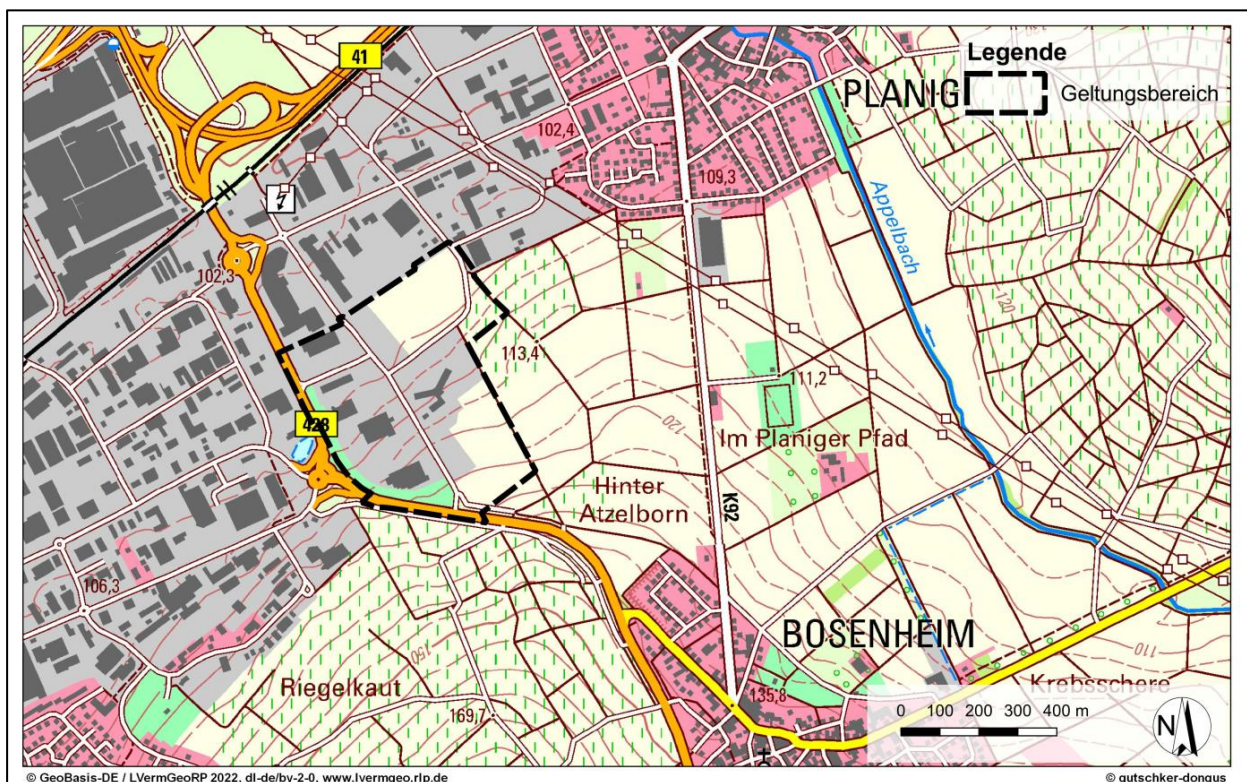 Legende
Geltungsbereich
41
PLANIG
102,4
109,3
7
Appelbach
102,3
113,4
111,2
120
120
428
Im Planiger Pfad
Hinter
Atzelborn
K92
106,3
BOSENHEIM
110
150
Riegelkaut
169,7
135,8
Krebsschere
0 100 200 300 400 m
N
© GeoBasis-DE / LVermGeoRP 2022, dl-de/by-2-0, www.lvermgeo.rlp.de
© gutschker-dongus